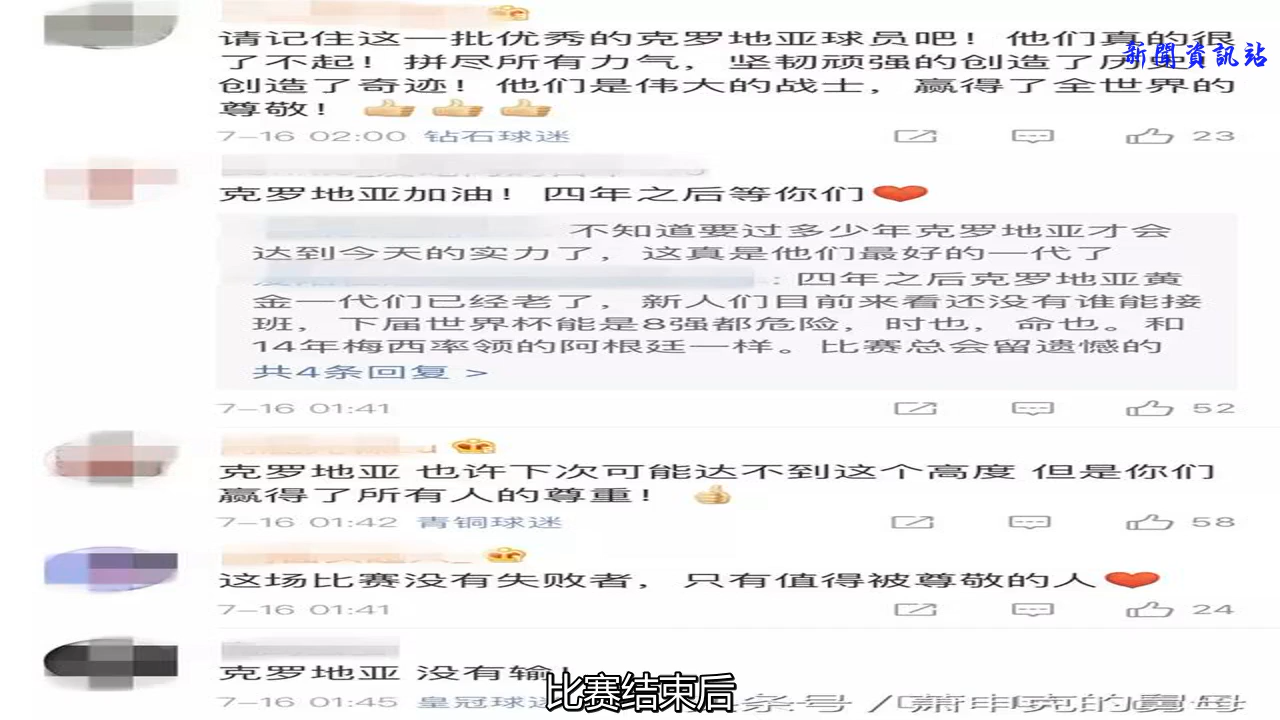 请记住这一批优秀的克罗地亚球员吧！他们真的很
新聞資訊站
了不起！拼尽所有力气，坚韧顽强的创造了历史！
创造了奇迹！他们是伟大的战士，赢得了全世界的
尊敬！
7-16 02:00 钻石球迷 23
克罗地亚加油！四年之后等你们
不知道要过多少年克罗地亚才会
达到今天的实力了，这真是他们最好的一代了
：四年之后克罗地亚黄
金一代们已经老了，新人们目前来看还没有谁能接
班，下届世界杯能是8强都危险，时也，命也。和
14年梅西率领的阿根廷一样。比赛总会留遗憾的
共4条回复 >
7-16 01:41 52
克罗地亚 也许下次可能达不到这个高度 但是你们
赢得了所有人的尊重！
7-16 01:42 青铜球迷 58
这场比赛没有失败者，只有值得被尊敬的人
7-16 01:41 24
克罗地亚 没有输！
7-16 01:45 皇冠球迷
比赛结束后
条号 /